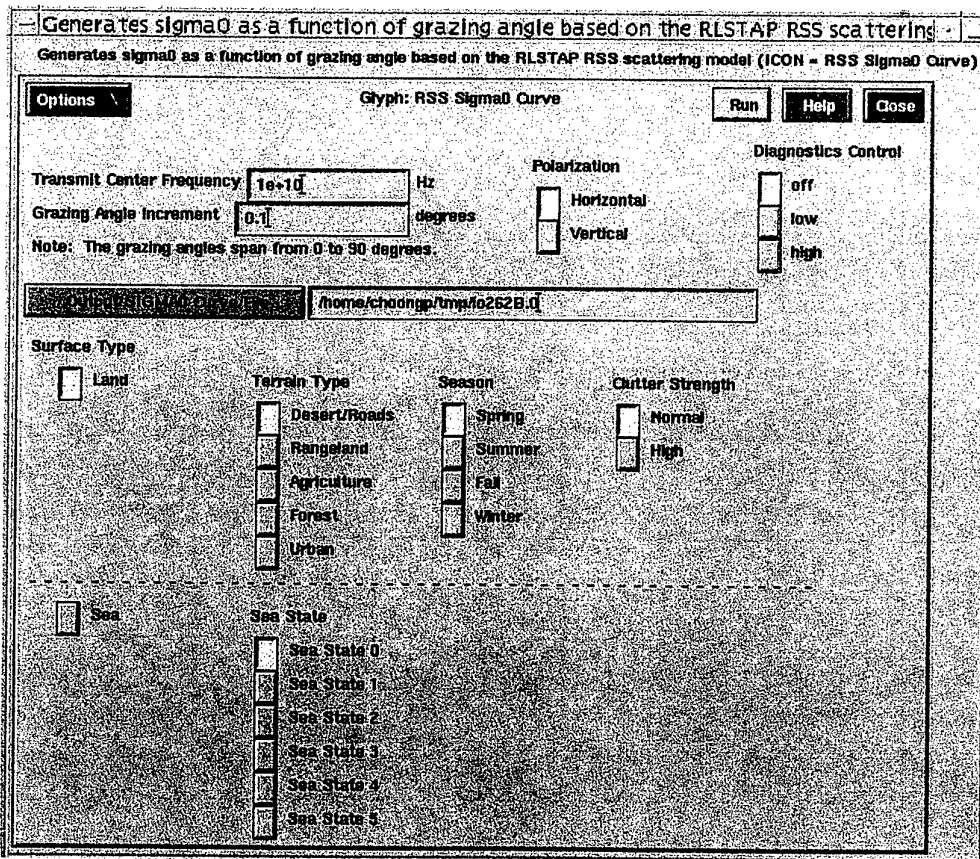 Generates sigma0 as a function of grazing angle based on the RLSTAP RSS scattering
Generates sigma0 as a function of grazing angle based on the RLSTAP RSS scattering model (ICON = RSS Sigma0 Curve)
Options
Glyph: RSS Sigma0 Curve
Run
Help
Close
Transmit Center Frequency
1e+10
Hz
Grazing Angle Increment
0.1
degrees
Note: The grazing angles span from 0 to 90 degrees.
Polarization
Horizontal
Vertical
Diagnostics Control
off
low
high
Output SIGMA0 Curve File
Surface Type
Land
Terrain Type
Desert/Roads
Rangeland
Agriculture
Forest
Urban
Season
Spring
Summer
Fall
Winter
Clutter Strength
Normal
High
Sea
Sea State
Sea State 0
Sea State 1
Sea State 2
Sea State 3
Sea State 4
Sea State 5